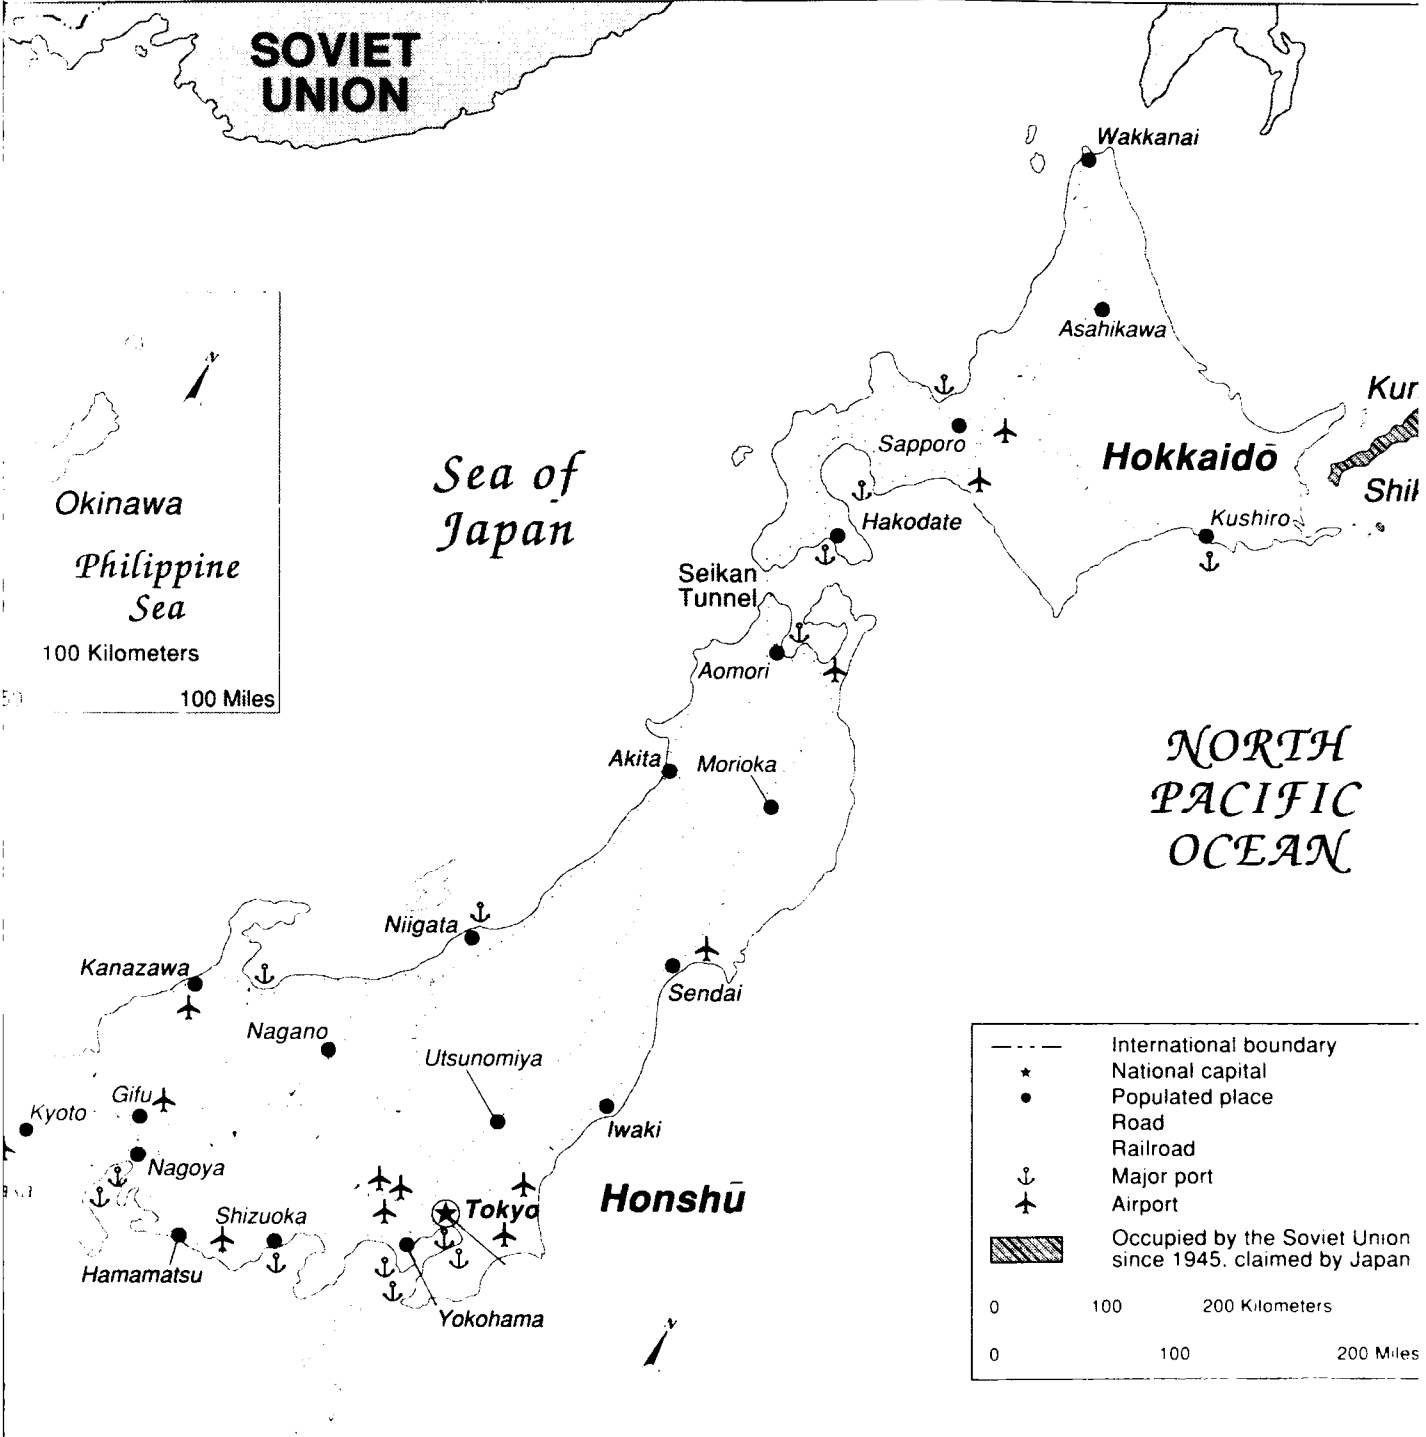 SOVIET
UNION
Wakkanai
Asahikawa
N
Kur
Sapporo
Hokkaidō
Sea of
Japan
Shik
Okinawa
Hakodate
Kushiro
Philippine
Sea
Seikan
Tunnel
100 Kilometers
Aomori
50
100 Miles
NORTH
PACIFIC
OCEAN
Akita
Morioka
Niigata
Kanazawa
Sendai
Nagano
Utsunomiya
Gifu
Kyoto
Iwaki
Nagoya
Honshū
Shizuoka
Tokyo
Hamamatsu
Yokohama
N
International boundary
National capital
Populated place
Road
Railroad
Major port
Airport
Occupied by the Soviet Union
since 1945, claimed by Japan
0 100 200 Kilometers
0 100 200 Miles